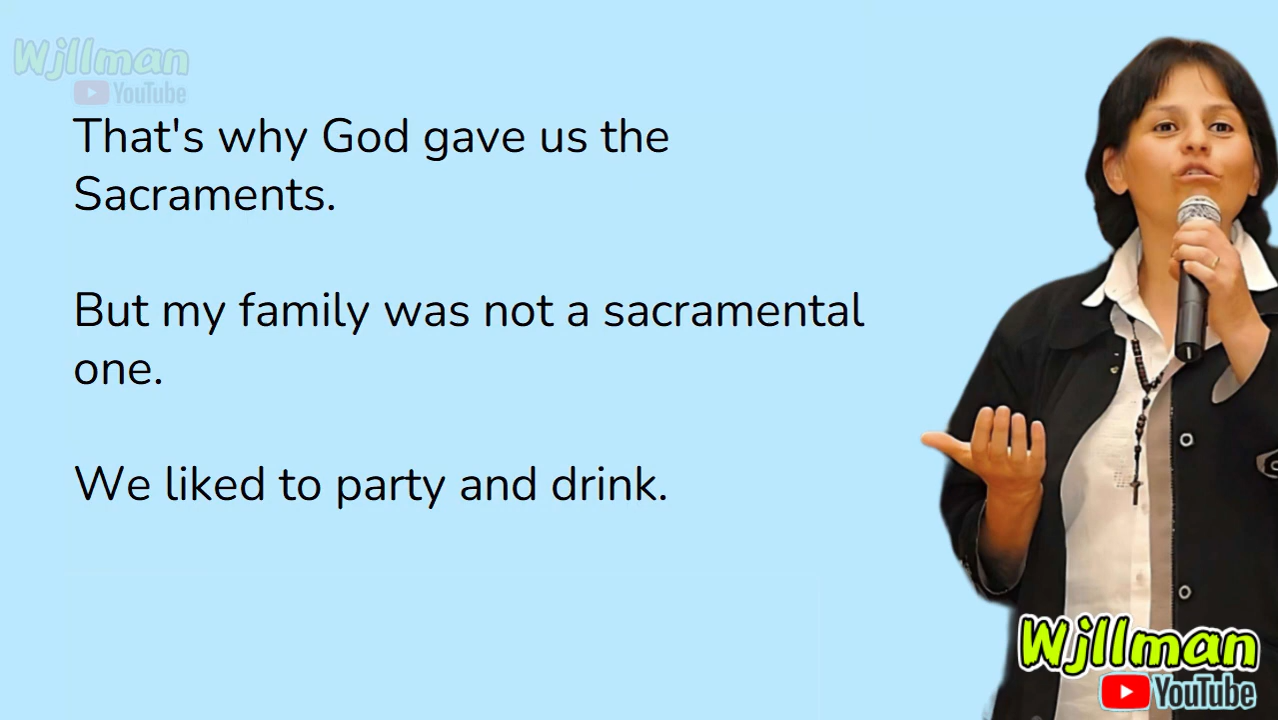 Wjllman
YouTube
That's why God gave us the
Sacraments.
But my family was not a sacramental
one.
We liked to party and drink.
Wjllman
YouTube